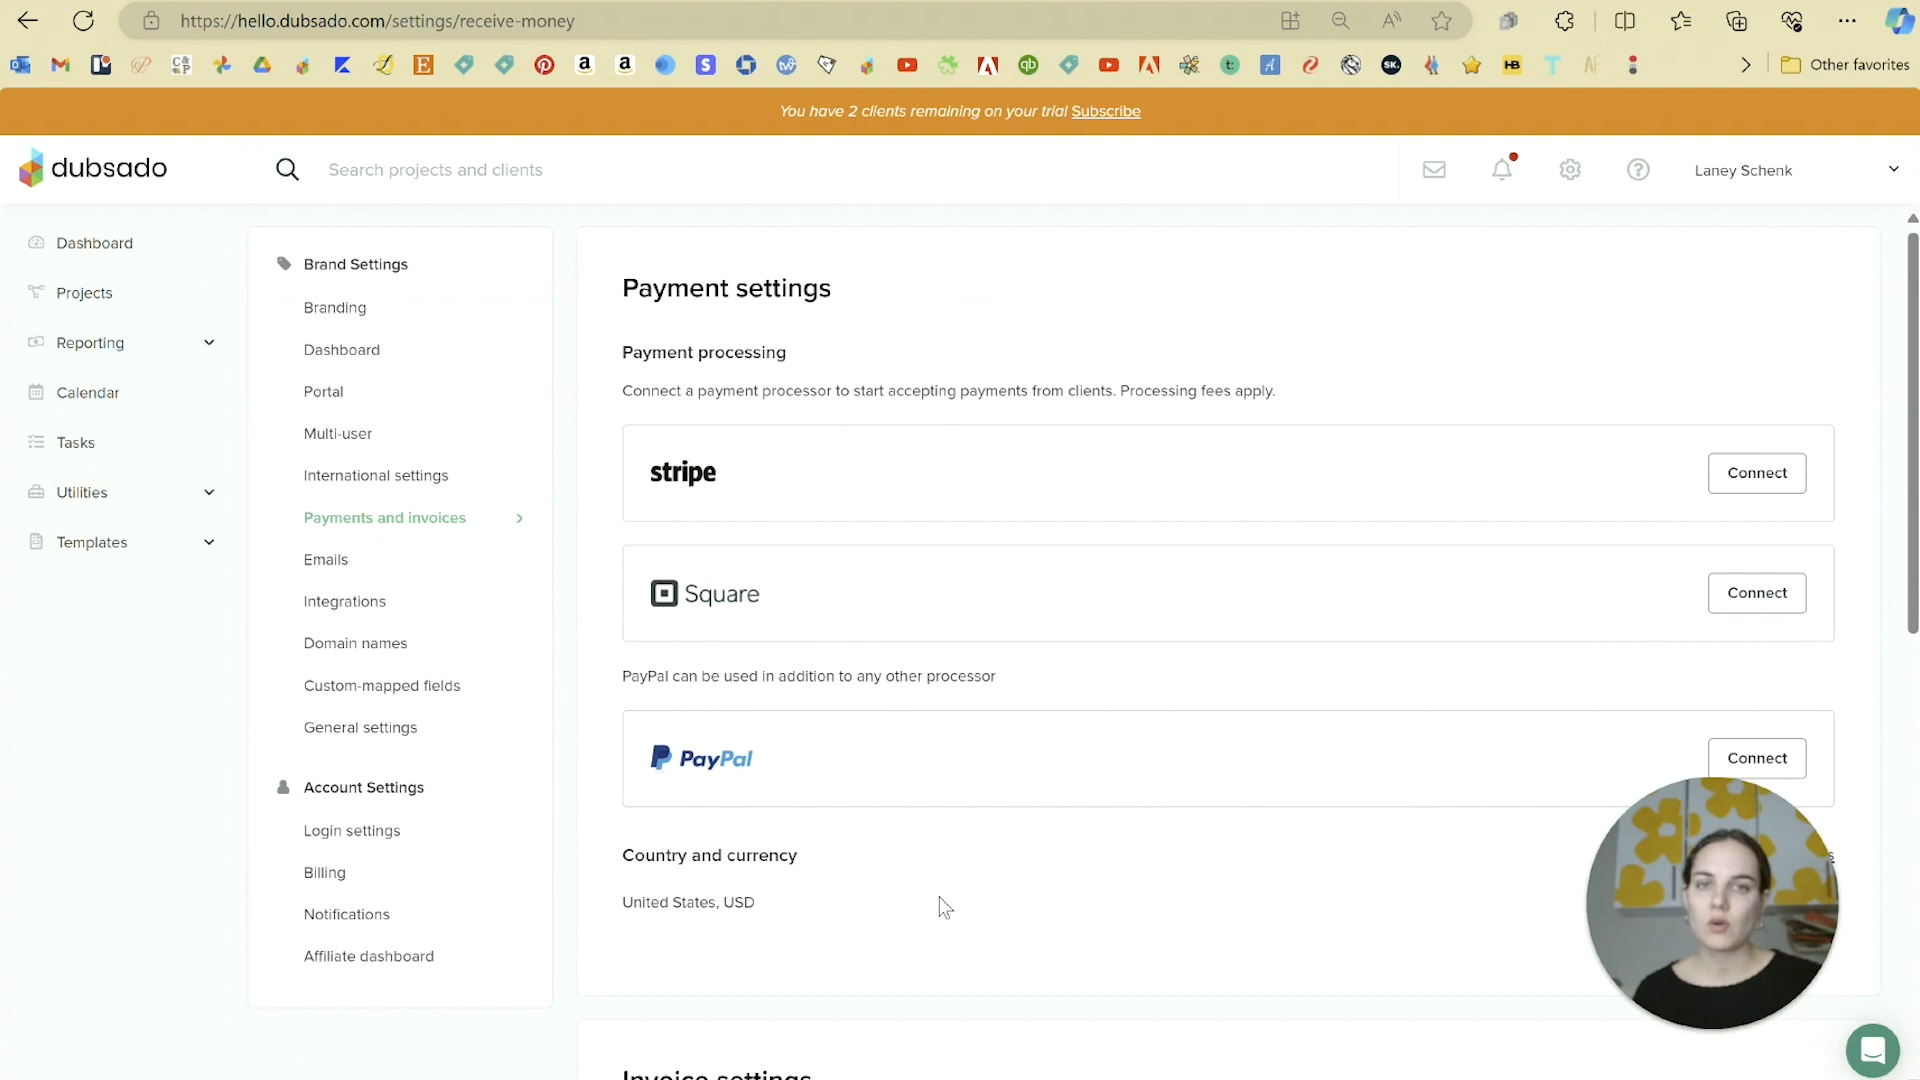 https://hello.dubsado.com/settings/receive-money
Other favorites
You have 2 clients remaining on your trial Subscribe
dubsado
Search projects and clients
Laney Schenk
Dashboard
Projects
Reporting
Calendar
Tasks
Utilities
Templates
Brand Settings
Branding
Dashboard
Portal
Multi-user
International settings
Payments and invoices
Emails
Integrations
Domain names
Custom-mapped fields
General settings
Account Settings
Login settings
Billing
Notifications
Affiliate dashboard
Payment settings
Payment processing
Connect a payment processor to start accepting payments from clients. Processing fees apply.
stripe
Connect
Square
Connect
PayPal can be used in addition to any other processor
PayPal
Connect
Country and currency
United States, USD
Invoice settings